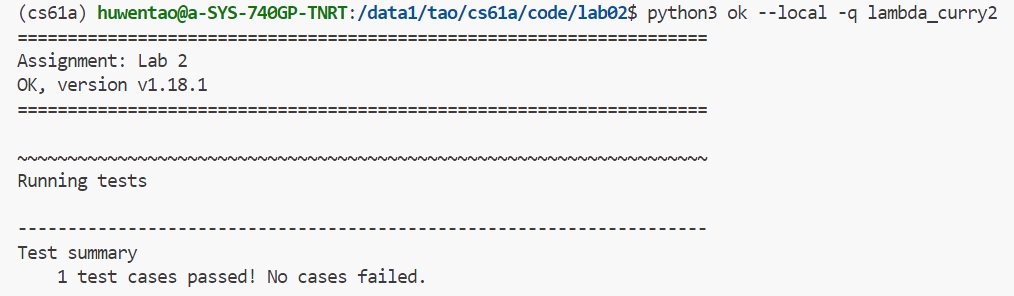 (cs61a) huwentao@a-SYS-740GP-TNRT:/data1/tao/cs61a/code/lab02$ python3 ok --local -q lambda_curry2
=====================================================================
Assignment: Lab 2
OK, version v1.18.1
=====================================================================
~~~~~~~~~~~~~~~~~~~~~~~~~~~~~~~~~~~~~~~~~~~~~~~~~~~~~~~~~~~~~~~~~~~~~
Running tests
---------------------------------------------------------------------
Test summary
    1 test cases passed! No cases failed.